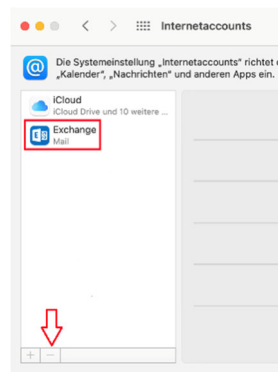 Internetaccounts
Die Systemeinstellung „Internetaccounts“ richtet
„Kalender“, „Nachrichten“ und anderen Apps ein.
iCloud
iCloud Drive und 10 weitere ...
Exchange
Mail